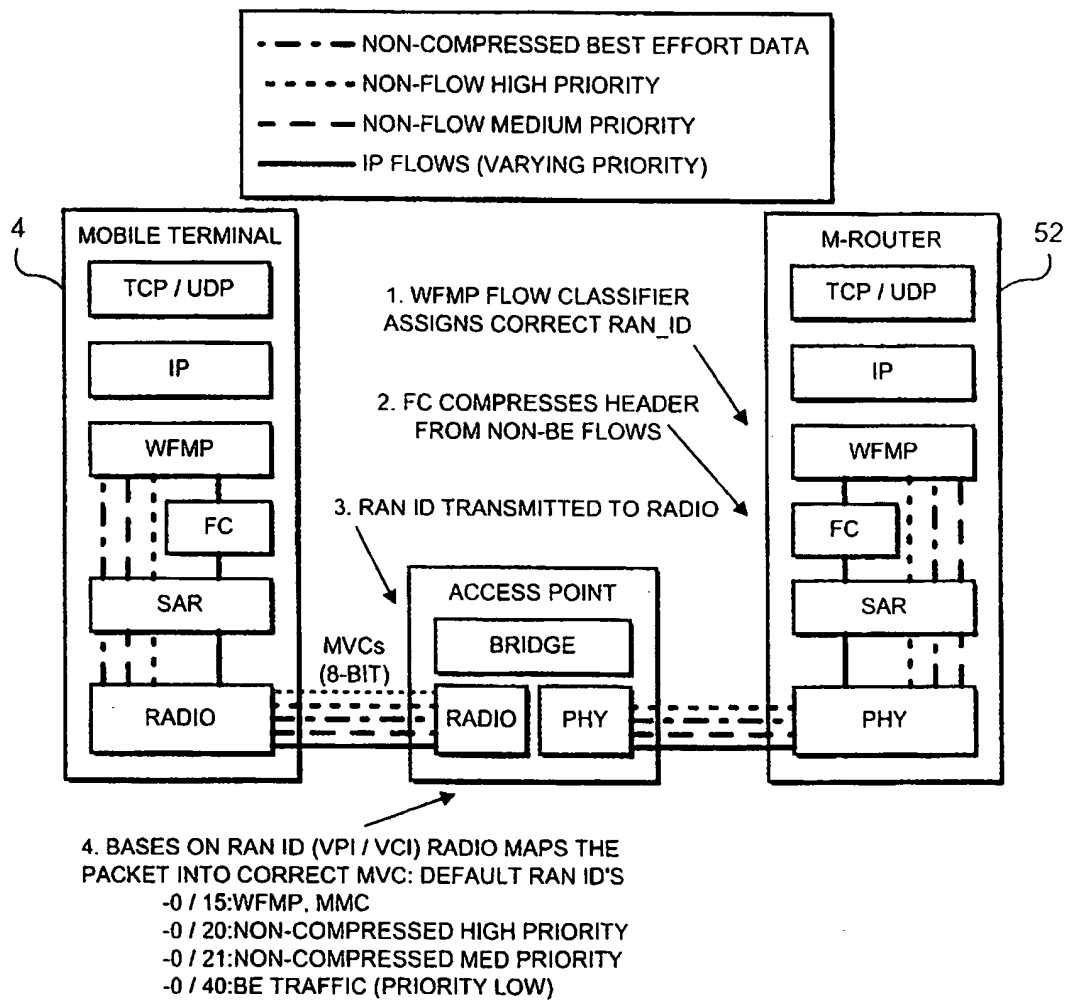 NON-COMPRESSED BEST EFFORT DATA
NON-FLOW HIGH PRIORITY
NON-FLOW MEDIUM PRIORITY
IP FLOWS (VARYING PRIORITY)
4
MOBILE TERMINAL
TCP / UDP
IP
WFMP
FC
SAR
RADIO
1. WFMP FLOW CLASSIFIER
ASSIGNS CORRECT RAN_ID
2. FC COMPRESSES HEADER
FROM NON-BE FLOWS
3. RAN ID TRANSMITTED TO RADIO
MVCs
(8-BIT)
ACCESS POINT
BRIDGE
RADIO
PHY
52
M-ROUTER
TCP / UDP
IP
WFMP
FC
SAR
PHY
4. BASES ON RAN ID (VPI / VCI) RADIO MAPS THE
PACKET INTO CORRECT MVC: DEFAULT RAN ID'S
-0 / 15:WFMP, MMC
-0 / 20:NON-COMPRESSED HIGH PRIORITY
-0 / 21:NON-COMPRESSED MED PRIORITY
-0 / 40:BE TRAFFIC (PRIORITY LOW)